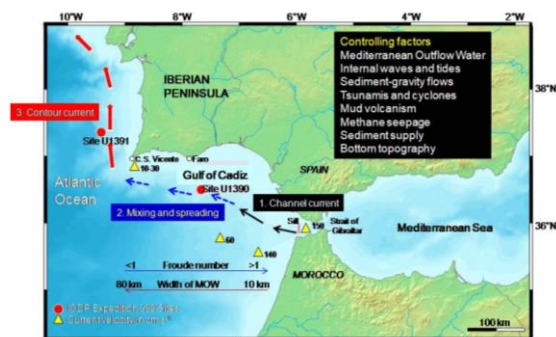 10°W 8°W 6°W 4°W 2°W
Controlling factors
Mediterranean Outflow Water
Internal waves and tides
Sediment-gravity flows
Tsunamis and cyclones
Mud volcanism
Methane seepage
Sediment supply
Bottom topography
IBERIAN
PENINSULA
38°N
3. Contour current
Site U1391
C.S. Vicente
Faro
10-30
SPAIN
Gulf of Cadiz
Site U1390
Atlantic
Ocean
1. Channel current
2. Mixing and spreading
Sill
Strait of
Gibraltar
150
Mediterranean Sea
36°N
60
140
<1 Froude number >1
MOROCCO
80 km Width of MOW 10 km
Current velocity
100 km